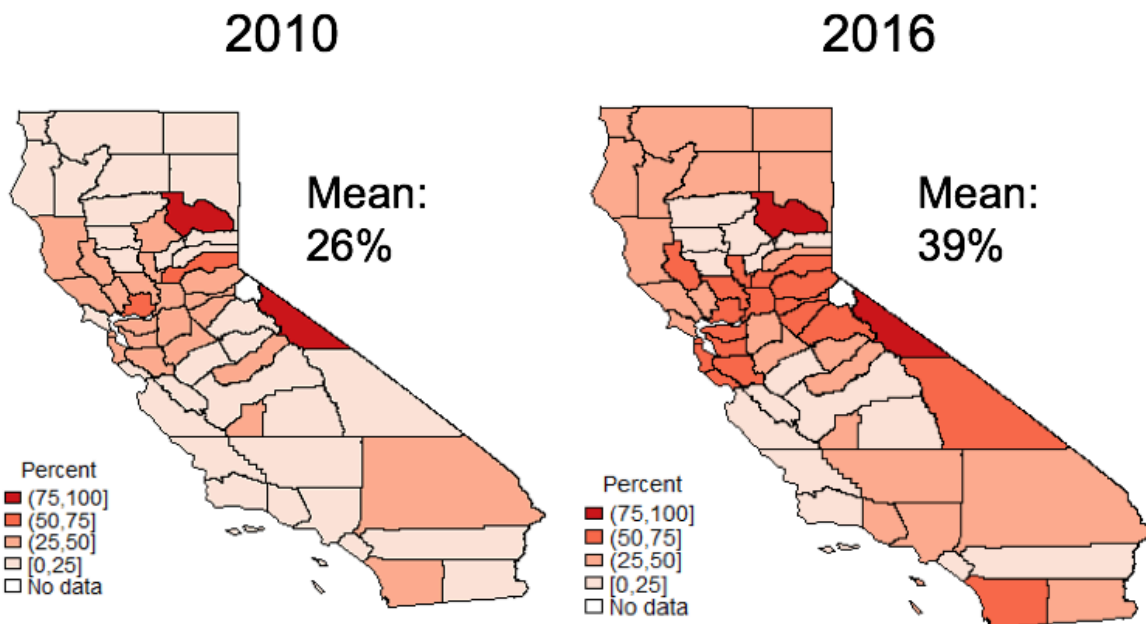 2010
2016
Mean:
26%
Mean:
39%
Percent
(75,100]
(50,75]
(25,50]
[0,25]
No data
Percent
(75,100]
(50,75]
(25,50]
[0,25]
No data